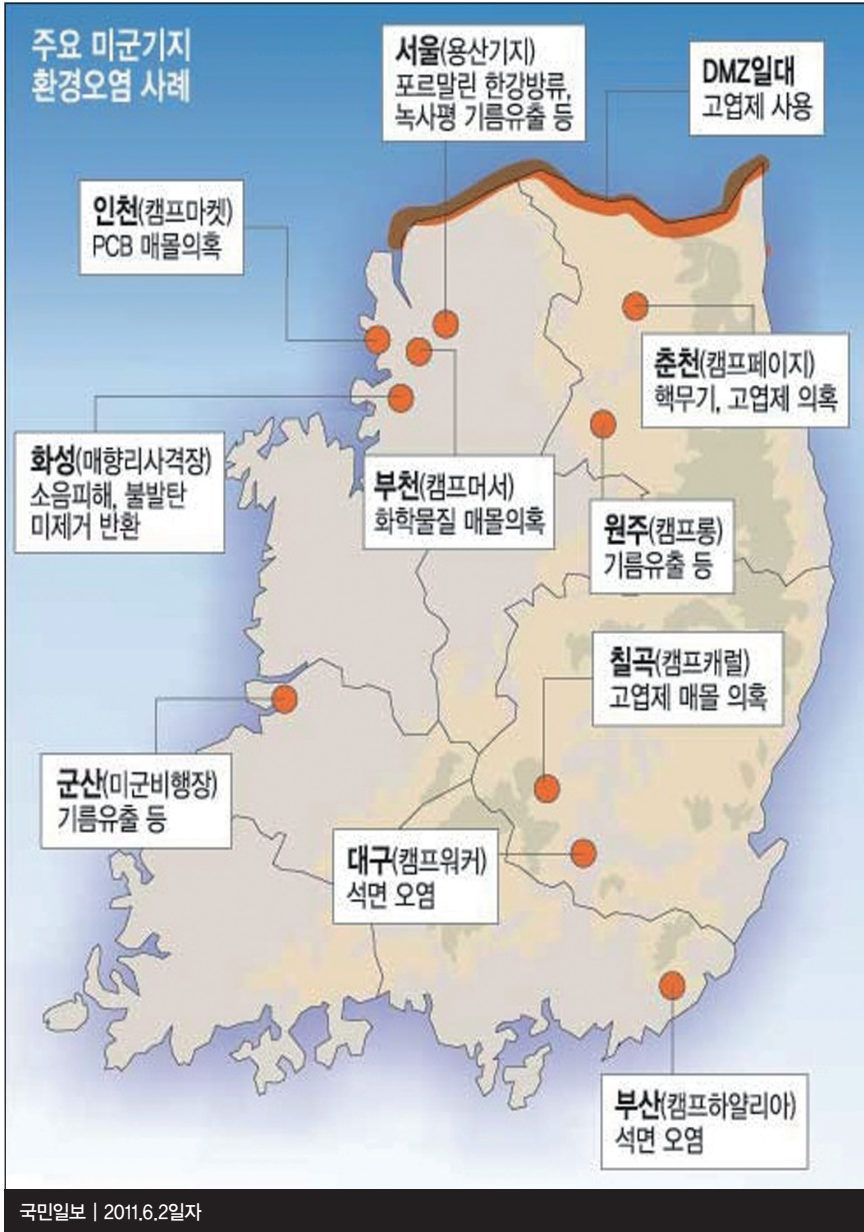 주요 미군기지
환경오염 사례
서울(용산기지)
포르말린 한강방류,
녹사평 기름유출 등
DMZ일대
고엽제 사용
인천(캠프마켓)
PCB 매몰의혹
춘천(캠프페이지)
핵무기, 고엽제 의혹
화성(매향리사격장)
소음피해, 불발탄
미제거 반환
부천(캠프머서)
화학물질 매몰의혹
원주(캠프롱)
기름유출 등
칠곡(캠프캐럴)
고엽제 매몰 의혹
군산(미군비행장)
기름유출 등
대구(캠프워커)
석면 오염
부산(캠프하얄리아)
석면 오염
국민일보 | 2011.6.2일자